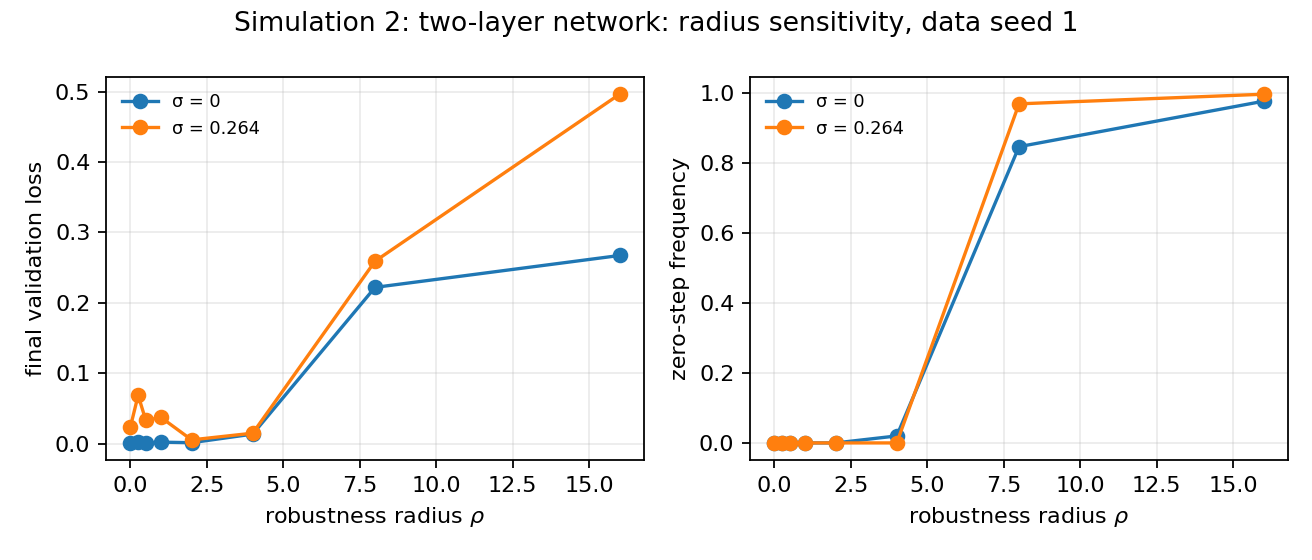 Simulation 2: two-layer network: radius sensitivity, data seed 1
final validation loss
0.5
0.4
0.3
0.2
0.1
0.0
σ = 0
σ = 0.264
0.0 2.5 5.0 7.5 10.0 12.5 15.0
robustness radius ρ
zero-step frequency
1.0
0.8
0.6
0.4
0.2
0.0
σ = 0
σ = 0.264
0.0 2.5 5.0 7.5 10.0 12.5 15.0
robustness radius ρ